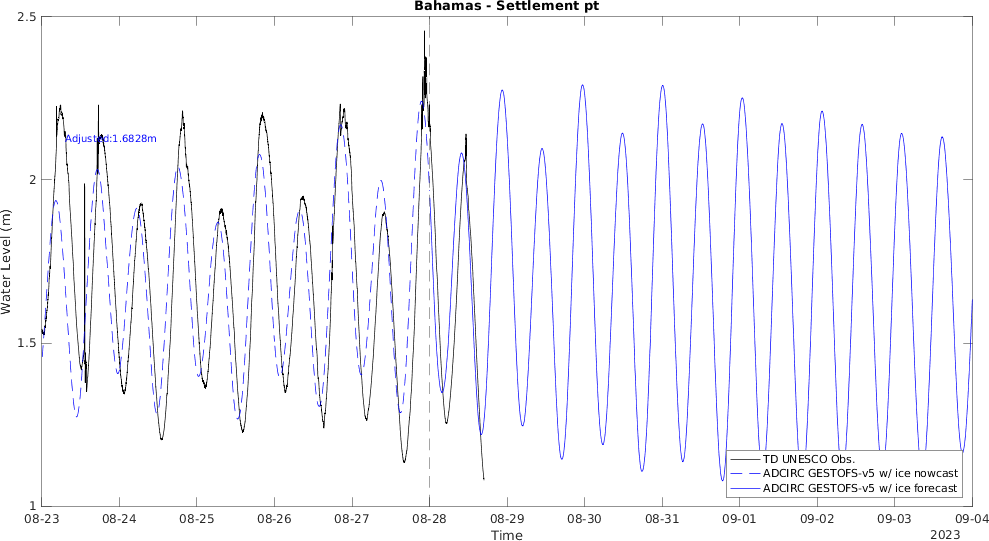 Bahamas - Settlement pt
2.5
2
1.5
1
Water Level (m)
Adjusted:1.6828m
TD UNESCO Obs.
ADCIRC GESTOFS-v5 w/ ice nowcast
ADCIRC GESTOFS-v5 w/ ice forecast
08-23 08-24 08-25 08-26 08-27 08-28 08-29 08-30 08-31 09-01 09-02 09-03 09-04
Time
2023